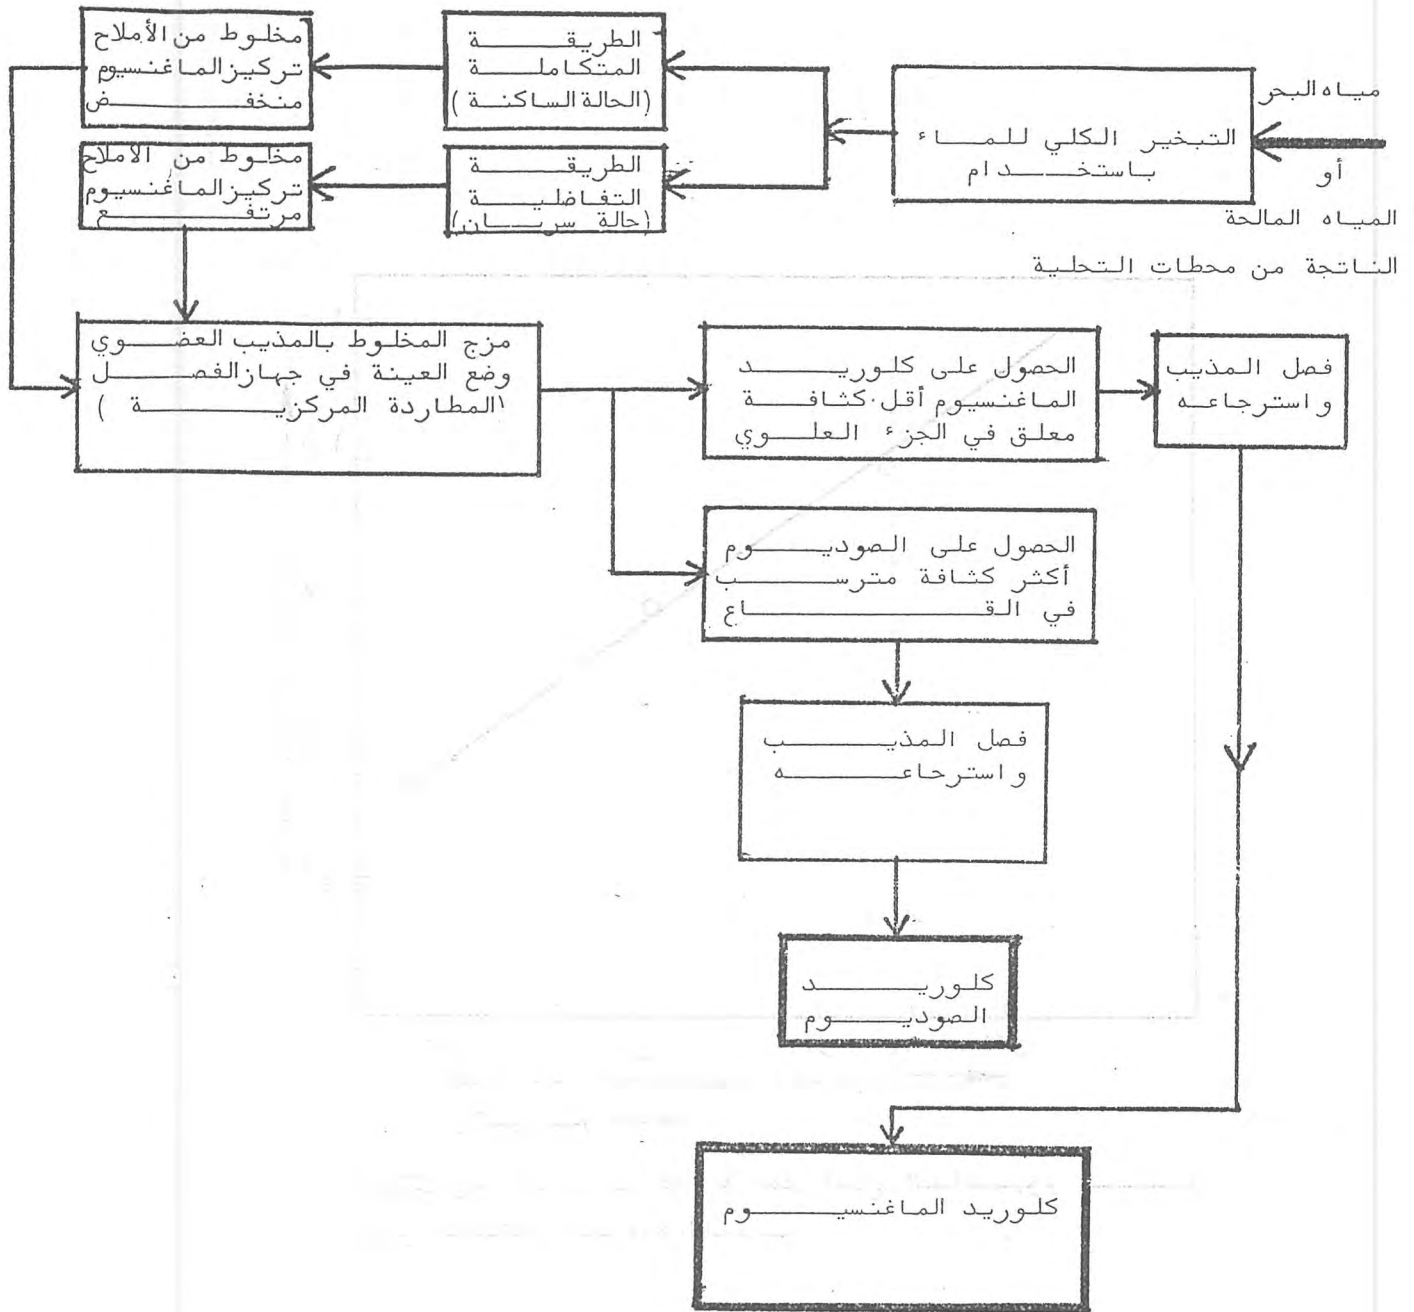 مياه البحر
أو
المياه المالحة
الناتجة من محطات التحلية
التبخير الكلي للماء
باستخدام
الطريقة
المتكاملة
(الحالة الساكنة)
الطريقة
التفاضلية
(حالة سريان)
مخلوط من الأملاح
تركيز الماغنسيوم
منخفض
مخلوط من الأملاح
تركيز الماغنسيوم
مرتفع
مزج المخلوط بالمذيب العضوي
وضع العينة في جهاز الفصل
(المطاردة المركزية)
الحصول على كلوريد
الماغنسيوم أقل كثافة
معلق في الجزء العلوي
فصل المذيب
واسترجاعه
الحصول على الصوديوم
أكثر كثافة مترسب
في القاع
فصل المذيب
واسترحاعه
كلوريد
الصوديوم
كلوريد الماغنسيوم